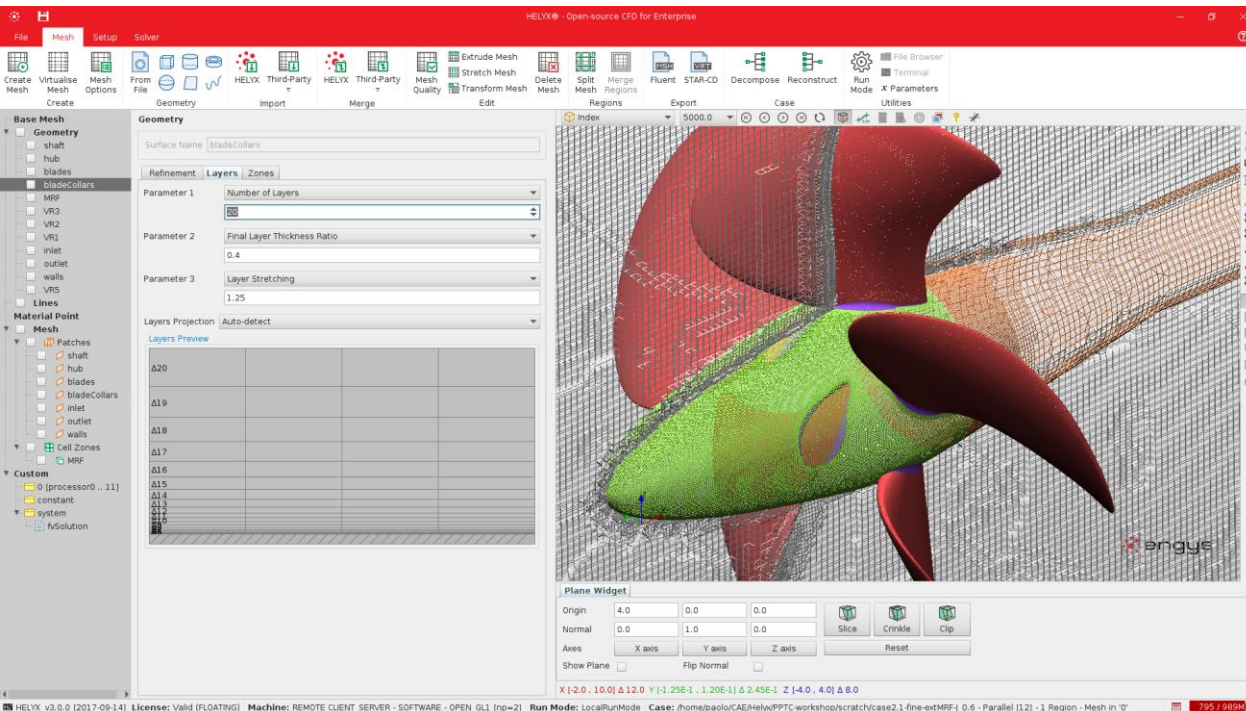 HELYX® - Open-source CFD for Enterprise
File Mesh Setup Solver
Create Mesh
Virtualise Mesh
Mesh Options
Create
From File
Geometry
HELYX Third-Party
Import
HELYX Third-Party
Merge
Mesh Quality
Extrude Mesh
Stretch Mesh
Transform Mesh
Delete Mesh
Edit
Split Mesh
Merge Regions
Regions
Fluent STAR-CD
Export
Decompose Reconstruct
Case
Run Mode
File Browser
Terminal
x Parameters
Utilities
Base Mesh
Geometry
shaft
hub
blades
bladeCollars
MRF
VR3
VR2
VR1
inlet
outlet
walls
VR5
Lines
Material Point
Mesh
Patches
shaft
hub
blades
bladeCollars
inlet
outlet
walls
Cell Zones
MRF
Custom
0 [processor0 .. 11]
constant
system
fvSolution
Geometry
Surface Name bladeCollars
Refinement Layers Zones
Parameter 1 Number of Layers
20
Parameter 2 Final Layer Thickness Ratio
0.4
Parameter 3 Layer Stretching
1.25
Layers Projection Auto-detect
Layers Preview
Δ20
Δ19
Δ18
Δ17
Δ16
Δ15
Δ14
Δ13
Δ12
Index 5000.0
engys
Plane Widget
Origin 4.0 0.0 0.0
Normal 0.0 1.0 0.0
Slice Crinkle Clip
Axes X axis Y axis Z axis Reset
Show Plane Flip Normal
X [-2.0 , 10.0] Δ 12.0 Y [-1.25E-1 , 1.20E-1] Δ 2.45E-1 Z [-4.0 , 4.0] Δ 8.0
HELYX v3.0.0 [2017-09-14] License: Valid (FLOATING) Machine: REMOTE CLIENT SERVER - SOFTWARE - OPEN_GL1 [np=2] Run Mode: LocalRunMode Case: /home/paolo/CAE/Helyx/PPTC-workshop/scratch/case2.1-fine-extMRF-J_0.6 - Parallel [12] - 1 Region - Mesh in '0' 795 / 989M